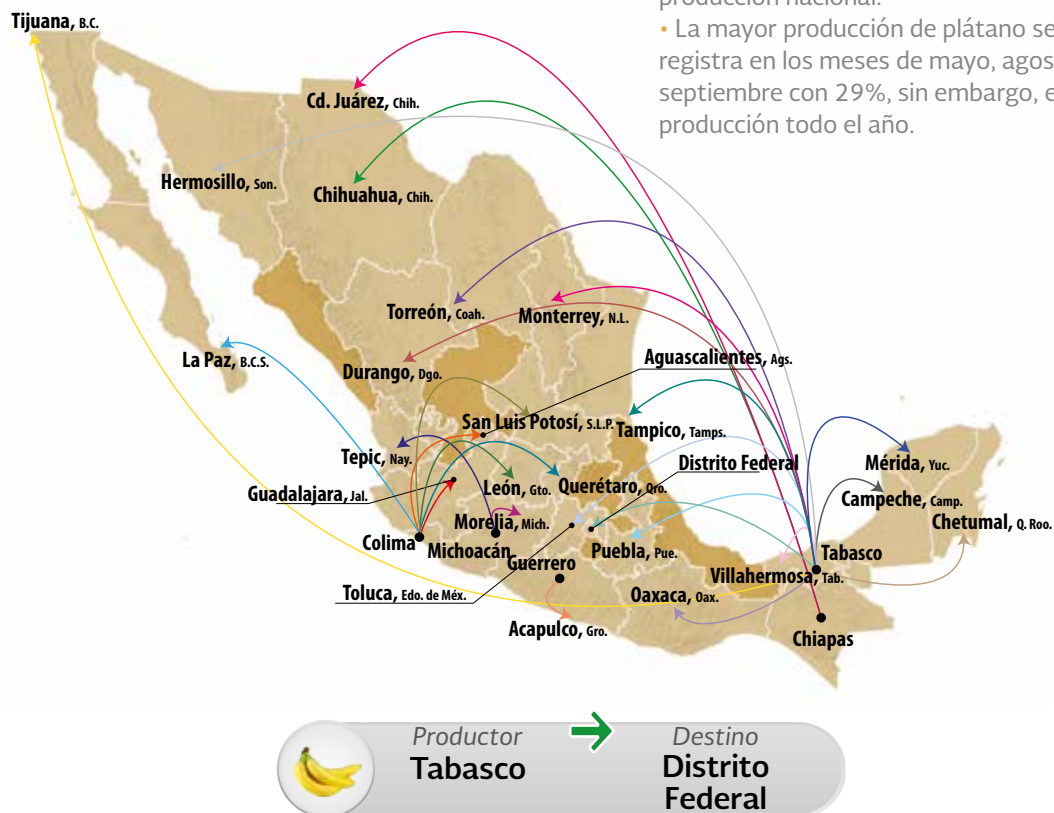 producción nacional.
• La mayor producción de plátano se
registra en los meses de mayo, agos
septiembre con 29%, sin embargo, e
producción todo el año.
Tijuana, B.C.
Cd. Juárez, Chih.
Hermosillo, Son.
Chihuahua, Chih.
Torreón, Coah.
Monterrey, N.L.
La Paz, B.C.S.
Durango, Dgo.
Aguascalientes, Ags.
San Luis Potosí, S.L.P.
Tampico, Tamps.
Tepic, Nay.
Distrito Federal
Mérida, Yuc.
Guadalajara, Jal.
León, Gto.
Querétaro, Qro.
Campeche, Camp.
Morelia, Mich.
Chetumal, Q. Roo.
Colima
Michoacán
Guerrero
Puebla, Pue.
Tabasco
Villahermosa, Tab.
Toluca, Edo. de Méx.
Oaxaca, Oax.
Acapulco, Gro.
Chiapas
Productor
Tabasco
Destino
Distrito
Federal